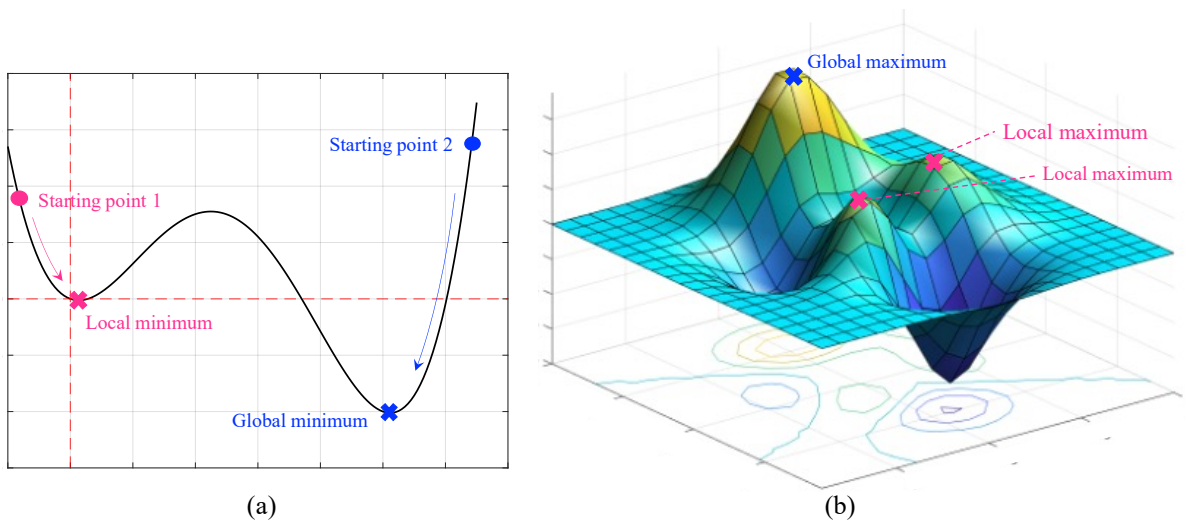 Starting point 1
Starting point 2
Local minimum
Global minimum
(a)
Global maximum
Local maximum
Local maximum
(b)